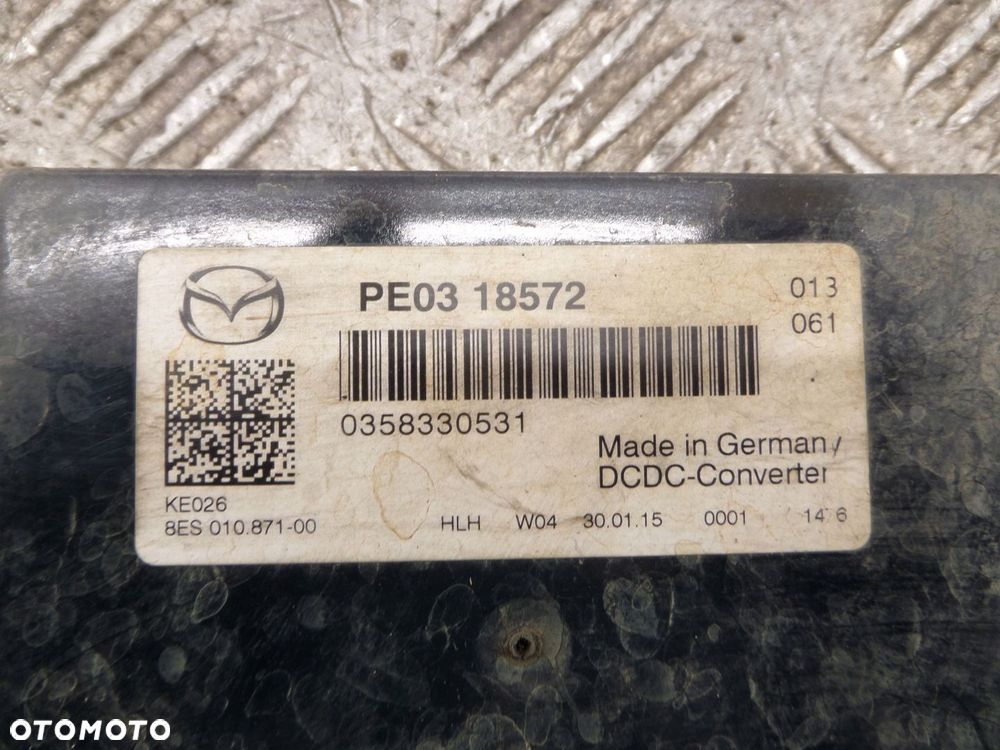 PE03 18572
013
061
0358330531
Made in Germany
DCDC-Converter
KE026
8ES 010.871-00
HLH W04 30.01.15 0001
OTOMOTO